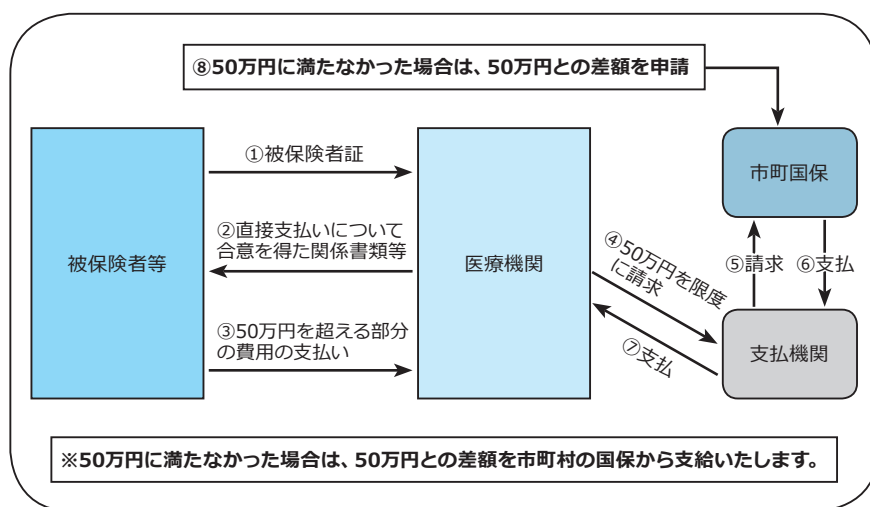 ⑧50万円に満たなかった場合は、50万円との差額を申請
①被保険者証
市町国保
②直接支払いについて
合意を得た関係書類等
被保険者等
医療機関
④50万円を限度
に請求
⑤請求
⑥支払
③50万円を超える部分
の費用の支払い
⑦支払
支払機関
※50万円に満たなかった場合は、50万円との差額を市町村の国保から支給いたします。